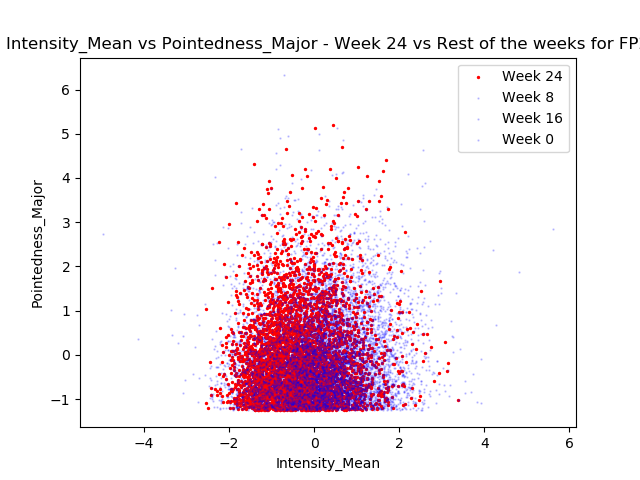 Intensity_Mean vs Pointedness_Major - Week 24 vs Rest of the weeks for FP
Week 24
Week 8
Week 16
Week 0
6
5
4
3
2
1
0
−1
Pointedness_Major
−4
−2
0
2
4
6
Intensity_Mean